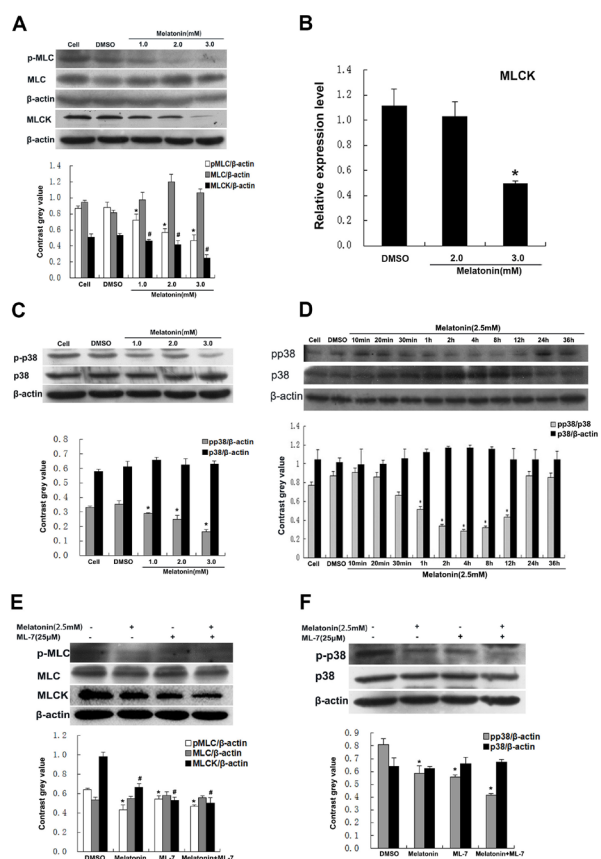 A
Melatonin(mM)
Cell DMSO 1.0 2.0 3.0
p-MLC
MLC
β-actin
MLCK
β-actin
pMLC/β-actin
MLC/β-actin
MLCK/β-actin
Contrast grey value
1.4
1.2
1.0
0.8
0.6
0.4
0.2
0.0
* # * # * #
Cell DMSO 1.0 2.0 3.0
Melatonin(mM)
B
MLCK
Relative expression level
1.4
1.2
1.0
0.8
0.6
0.4
0.2
0.0
*
DMSO 2.0 3.0
Melatonin(mM)
C
Melatonin(mM)
Cell DMSO 1.0 2.0 3.0
p-p38
p38
β-actin
pp38/β-actin
p38/β-actin
Contrast grey value
0.8
0.7
0.6
0.5
0.4
0.3
0.2
0.1
0.0
* * *
Cell DMSO 1.0 2.0 3.0
Melatonin(mM)
D
Melatonin(2.5mM)
Cell DMSO 10min 20min 30min 1h 2h 4h 8h 12h 24h 36h
pp38
p38
β-actin
pp38/p38
p38/β-actin
Contrast grey value
1.4
1.2
1
0.8
0.6
0.4
0.2
0
* * * * *
Cell DMSO 10min 20min 30min 1h 2h 4h 8h 12h 24h 36h
Melatonin(2.5mM)
E
Melatonin(2.5mM) - + - +
ML-7(25μM) - - + +
p-MLC
MLC
MLCK
β-actin
pMLC/β-actin
MLC/β-actin
MLCK/β-actin
Contrast grey value
1.2
1.0
0.8
0.6
0.4
0.2
0.0
* # * # * #
DMSO Melatonin ML-7 Melatonin+ML-7
F
Melatonin(2.5mM) - + - +
ML-7(25μM) - - + +
p-p38
p38
β-actin
pp38/β-actin
p38/β-actin
Contrast grey value
0.9
0.8
0.7
0.6
0.5
0.4
0.3
0.2
0.1
0.0
* * *
DMSO Melatonin ML-7 Melatonin+ML-7